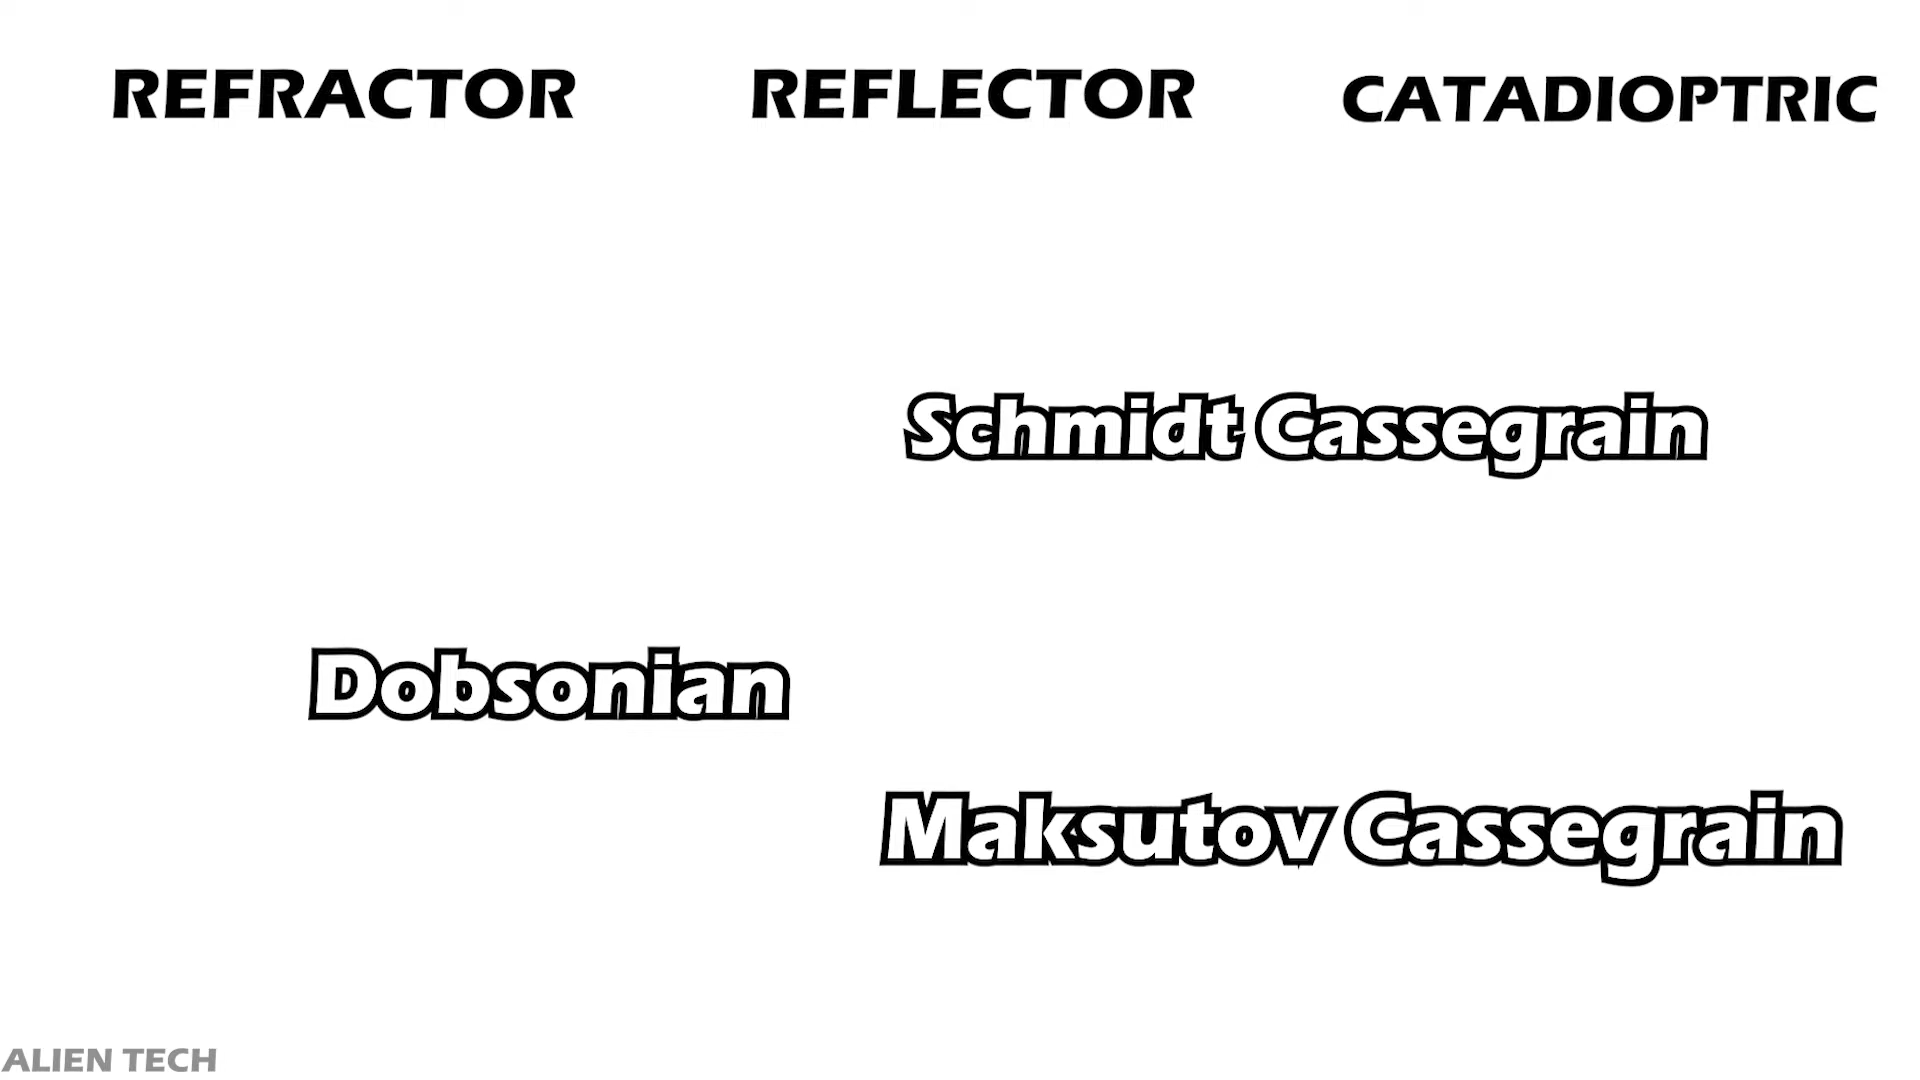 REFRACTOR REFLECTOR CATADIOPTRIC
Schmidt Cassegrain
Dobsonian
Maksutov Cassegrain
ALIEN TECH